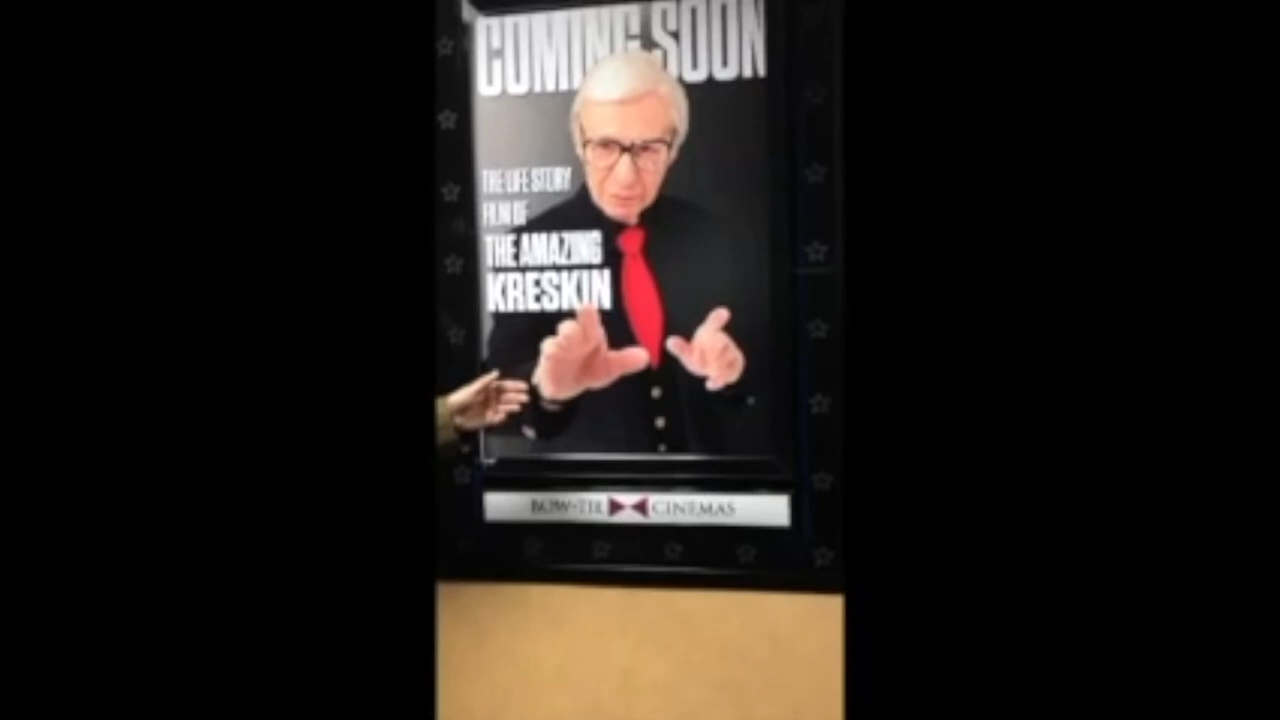 COMING SOON
THE LIFE STORY
FILM OF
THE AMAZING
KRESKIN
BOW·TIE CINEMAS